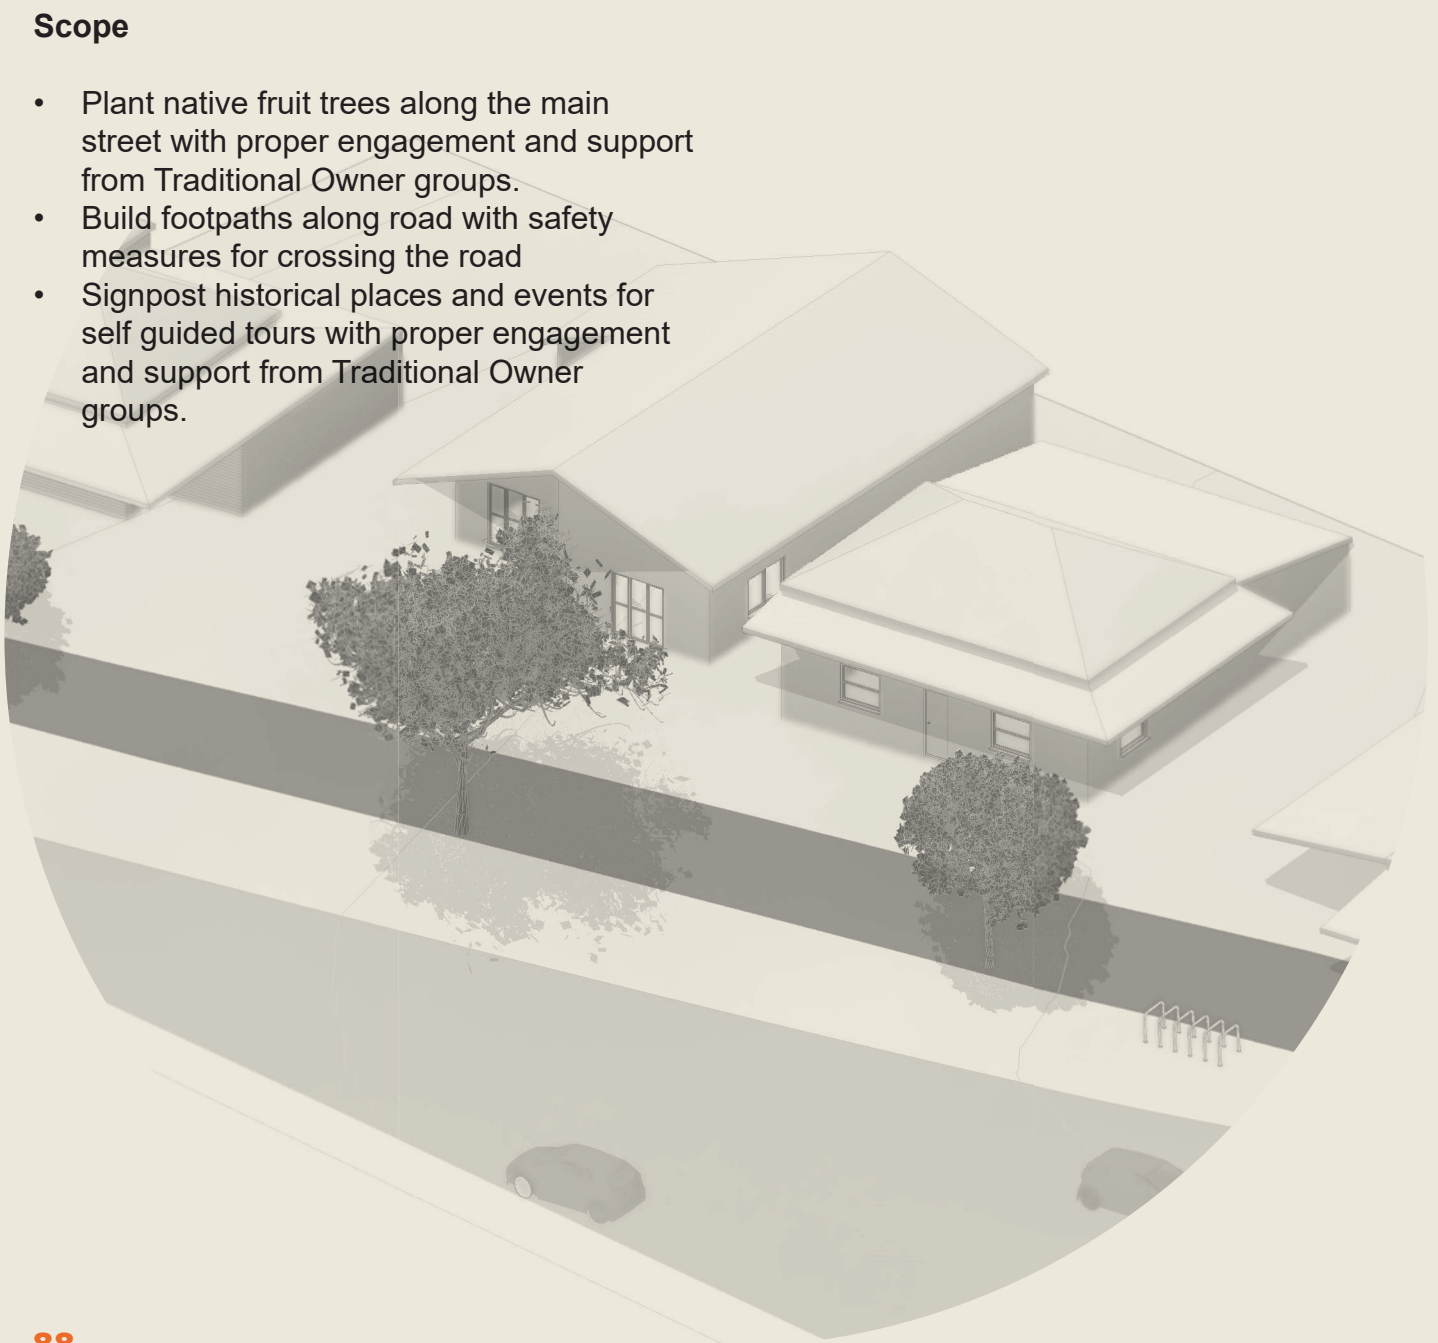 Scope
• Plant native fruit trees along the main
street with proper engagement and support
from Traditional Owner groups.
• Build footpaths along road with safety
measures for crossing the road
• Signpost historical places and events for
self guided tours with proper engagement
and support from Traditional Owner
groups.